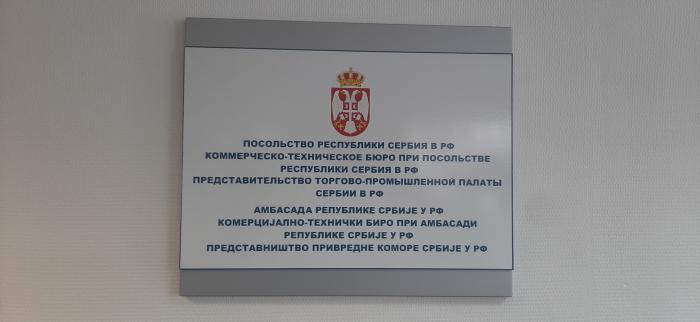 ПОСОЛЬСТВО РЕСПУБЛИКИ СЕРБИЯ В РФ
КОММЕРЧЕСКО-ТЕХНИЧЕСКОЕ БЮРО ПРИ ПОСОЛЬСТВЕ
РЕСПУБЛИКИ СЕРБИЯ В РФ
ПРЕДСТАВИТЕЛЬСТВО ТОРГОВО-ПРОМЫШЛЕННОЙ ПАЛАТЫ
СЕРБИИ В РФ
АМБАСАДА РЕПУБЛИКЕ СРБИЈЕ У РФ
КОМЕРЦИЈАЛНО-ТЕХНИЧКИ БИРО ПРИ АМБАСАДИ
РЕПУБЛИКЕ СРБИЈЕ У РФ
ПРЕДСТАВНИШТВО ПРИВРЕДНЕ КОМОРЕ СРБИЈЕ У РФ